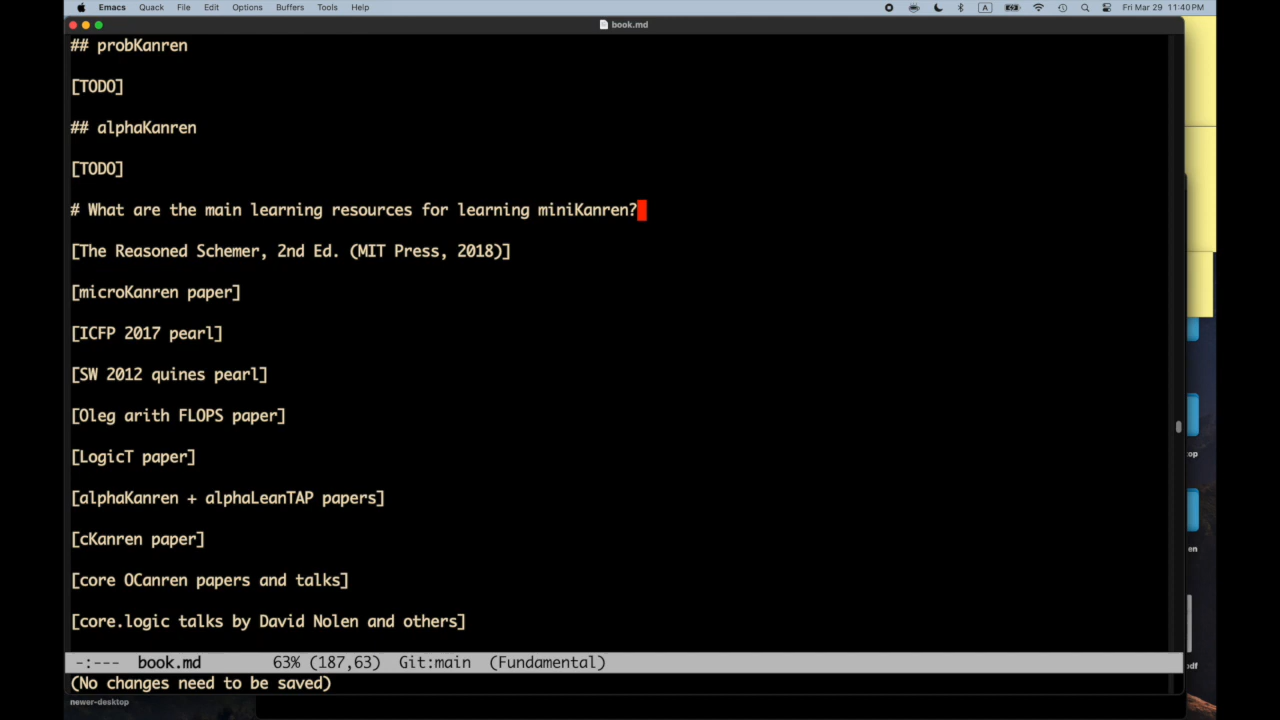 Emacs Quack File Edit Options Buffers Tools Help A Fri Mar 29 11:40 PM
book.md
## probKanren
[TODO]
## alphaKanren
[TODO]
# What are the main learning resources for learning miniKanren?
[The Reasoned Schemer, 2nd Ed. (MIT Press, 2018)]
[microKanren paper]
[ICFP 2017 pearl]
[SW 2012 quines pearl]
[Oleg arith FLOPS paper]
[LogicT paper]
[alphaKanren + alphaLeanTAP papers]
[cKanren paper]
[core OCanren papers and talks]
[core.logic talks by David Nolen and others]
-:--- book.md 63% (187,63) Git:main (Fundamental)
(No changes need to be saved)
newer-desktop
top
en
pdf